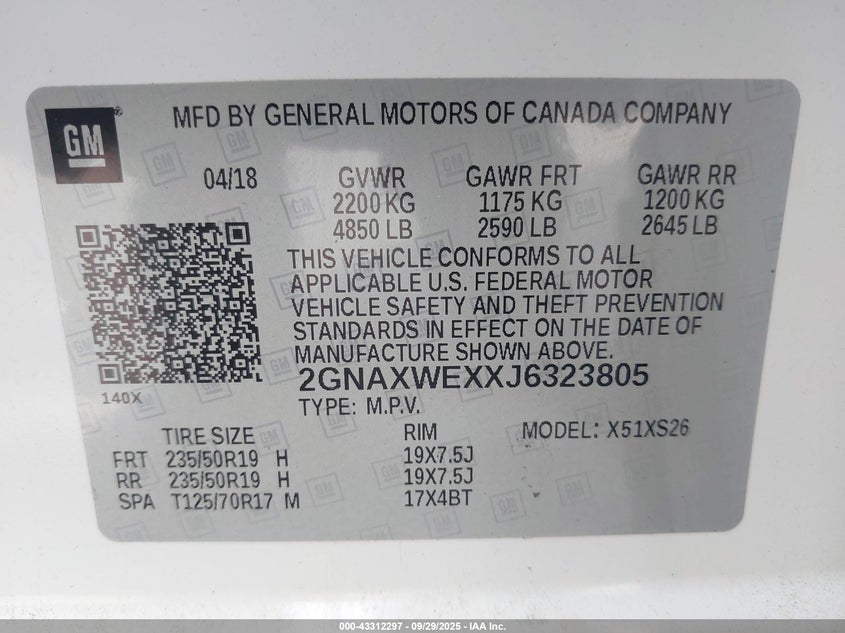 GM
MFD BY GENERAL MOTORS OF CANADA COMPANY
04/18 GVWR GAWR FRT GAWR RR
2200 KG 1175 KG 1200 KG
4850 LB 2590 LB 2645 LB
THIS VEHICLE CONFORMS TO ALL
APPLICABLE U.S. FEDERAL MOTOR
VEHICLE SAFETY AND THEFT PREVENTION
STANDARDS IN EFFECT ON THE DATE OF
MANUFACTURE SHOWN ABOVE.
2GNAXWEXXJ6323805
140X
TYPE: M.P.V.
TIRE SIZE RIM MODEL: X51XS26
FRT 235/50R19 H 19X7.5J
RR 235/50R19 H 19X7.5J
SPA T125/70R17 M 17X4BT
000-43312297 - 09/29/2025 - IAA Inc.